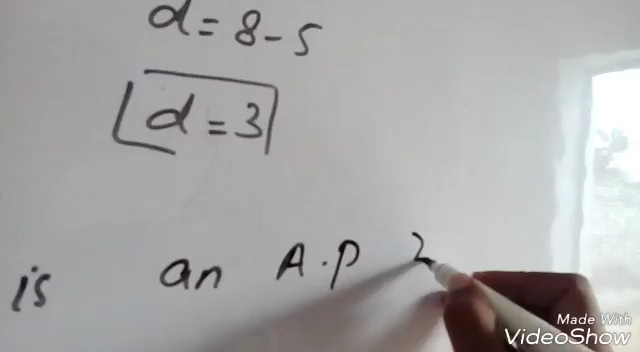 d = 8 - 5
d = 3
is an A.P
Made With
VideoShow